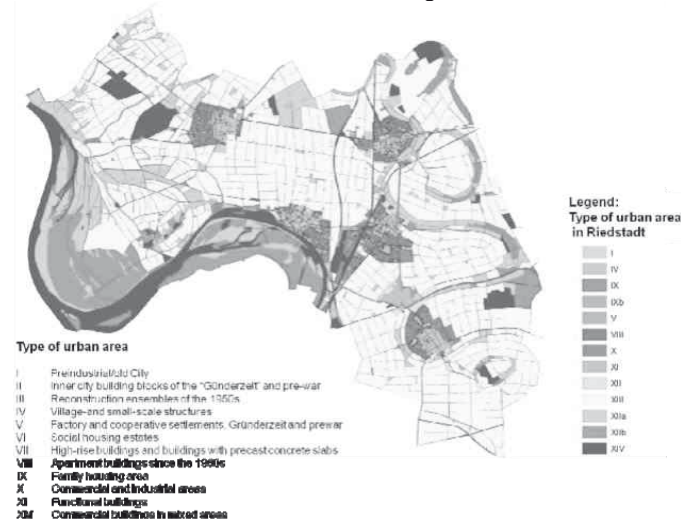 Legend:
Type of urban area
in Riedstadt
I
IV
IX
IXb
V
VIII
X
XI
XII
XIII
XIIa
XIIb
XIV
Type of urban area
I Preindustrial/old City
II Inner city building blocks of the "Günderzeit" and pre-war
III Reconstruction ensembles of the 1950s
IV Village-and small-scale structures
V Factory and cooperative settlements, Gründerzeit and prewar
VI Social housing estates
VII High-rise buildings and buildings with precast concrete slabs
VIII Apartment buildings since the 1960s
IX Family housing area
X Commercial and Industrial areas
XI Functional buildings
Commercial buildings in mixed areas